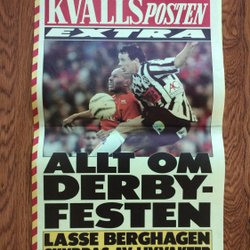 KVÄLLSPOSTEN
EXTRA
ALLT OM
DERBY-
FESTEN
LASSE BERGHAGEN